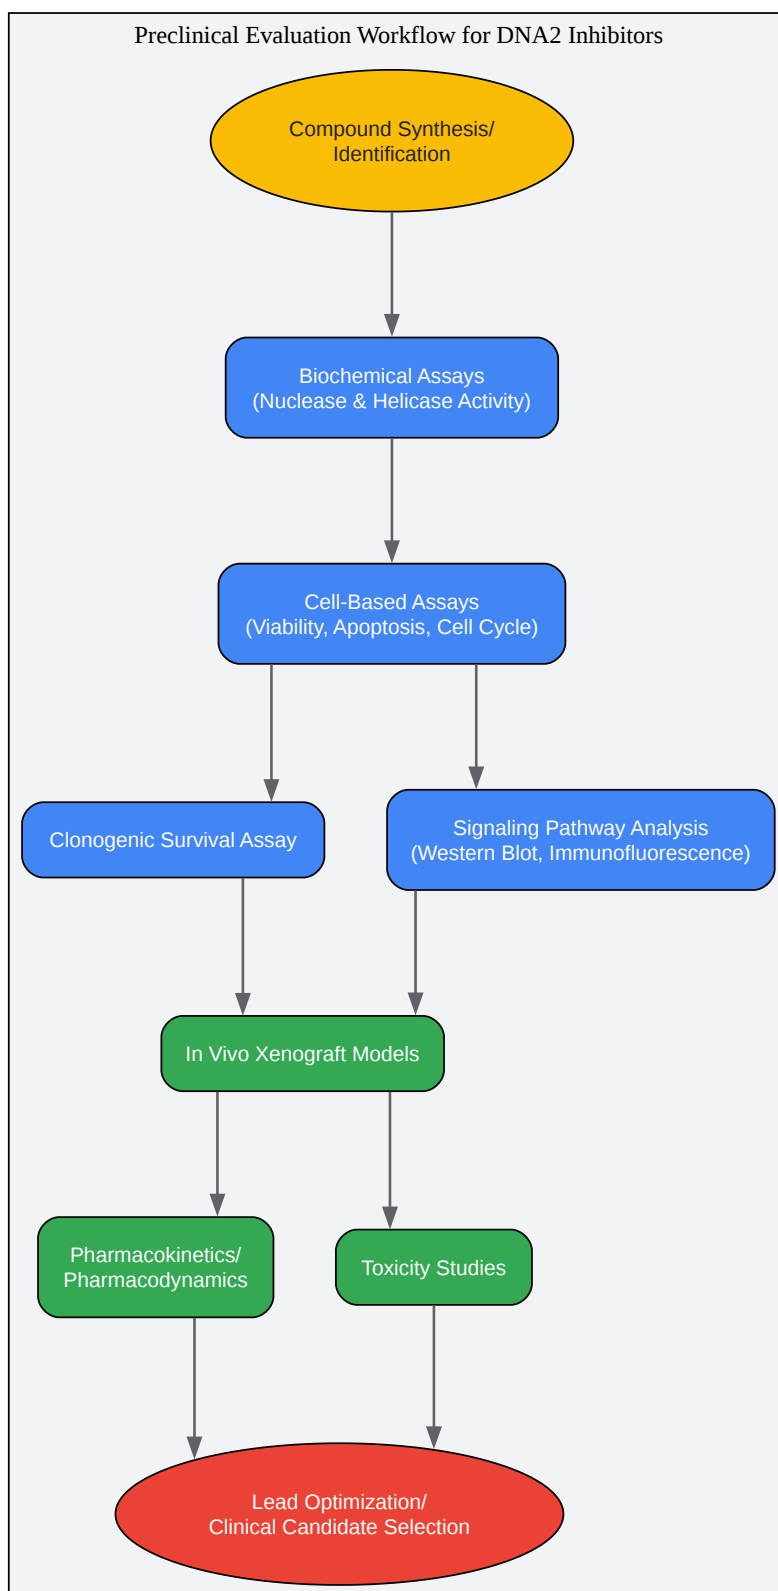 Preclinical Evaluation Workflow for DNA2 Inhibitors
Compound Synthesis/
Identification
Biochemical Assays
(Nuclease & Helicase Activity)
Cell-Based Assays
(Viability, Apoptosis, Cell Cycle)
Clonogenic Survival Assay
Signaling Pathway Analysis
(Western Blot, Immunofluorescence)
In Vivo Xenograft Models
Pharmacokinetics/
Pharmacodynamics
Toxicity Studies
Lead Optimization/
Clinical Candidate Selection